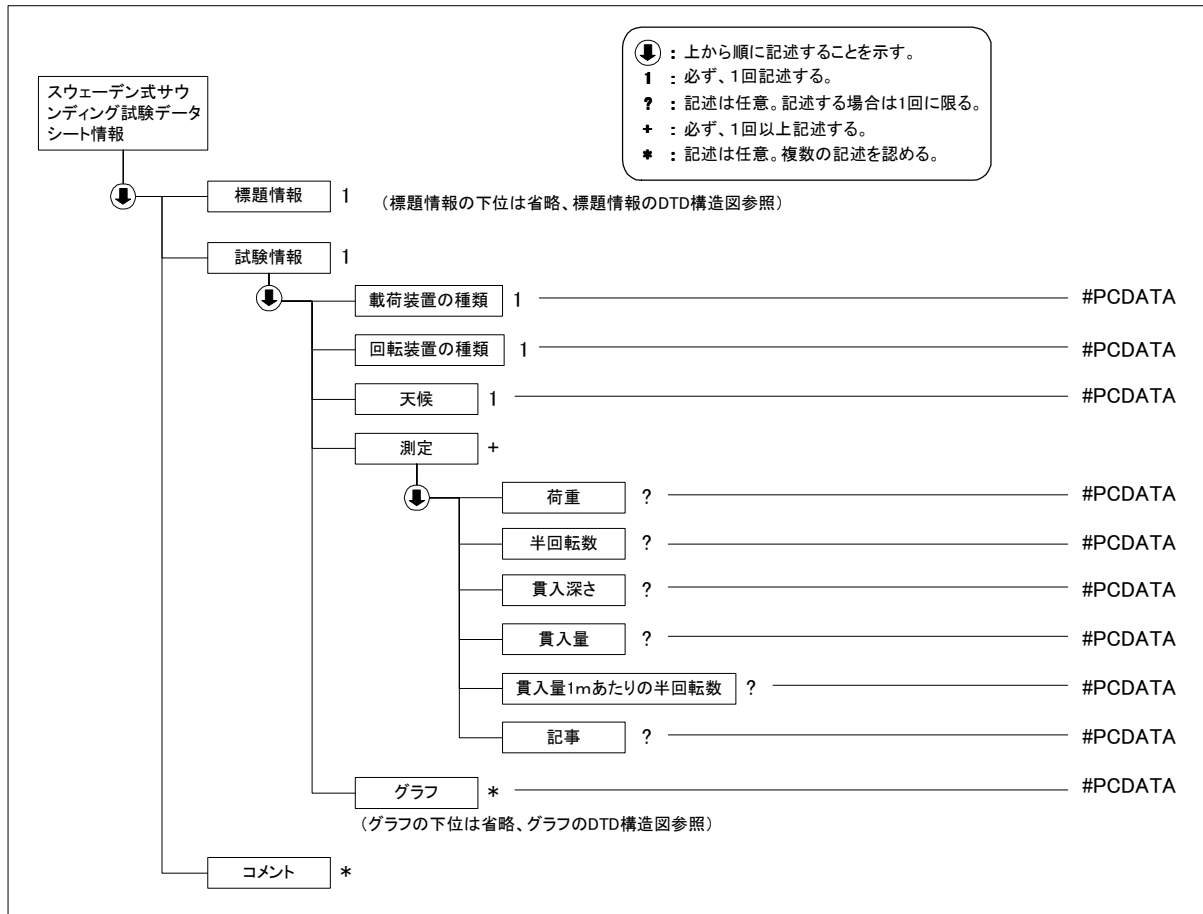 : 上から順に記述することを示す。
1 : 必ず、1回記述する。
? : 記述は任意。記述する場合は1回に限る。
+ : 必ず、1回以上記述する。
* : 記述は任意。複数の記述を認める。
スウェーデン式サウ
ンディング試験データ
シート情報
標題情報 1 (標題情報の下位は省略、標題情報のDTD構造図参照)
試験情報 1
載荷装置の種類 1 #PCDATA
回転装置の種類 1 #PCDATA
天候 1 #PCDATA
測定 +
荷重 ? #PCDATA
半回転数 ? #PCDATA
貫入深さ ? #PCDATA
貫入量 ? #PCDATA
貫入量1mあたりの半回転数 ? #PCDATA
記事 ? #PCDATA
グラフ * #PCDATA
(グラフの下位は省略、グラフのDTD構造図参照)
コメント *